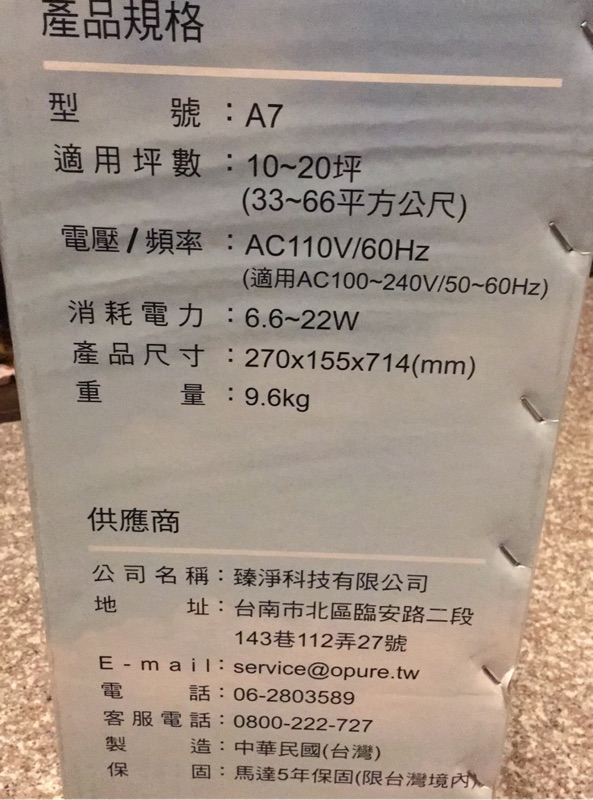 產品規格
型號：A7
適用坪數：10~20坪
(33~66平方公尺)
電壓/頻率：AC110V/60Hz
(適用AC100~240V/50~60Hz)
消耗電力：6.6~22W
產品尺寸：270x155x714(mm)
重量：9.6kg
供應商
公司名稱：臻淨科技有限公司
地址：台南市北區臨安路二段
143巷112弄27號
E-mail：service@opure.tw
電話：06-2803589
客服電話：0800-222-727
製造：中華民國(台灣)
保固：馬達5年保固(限台灣境內)